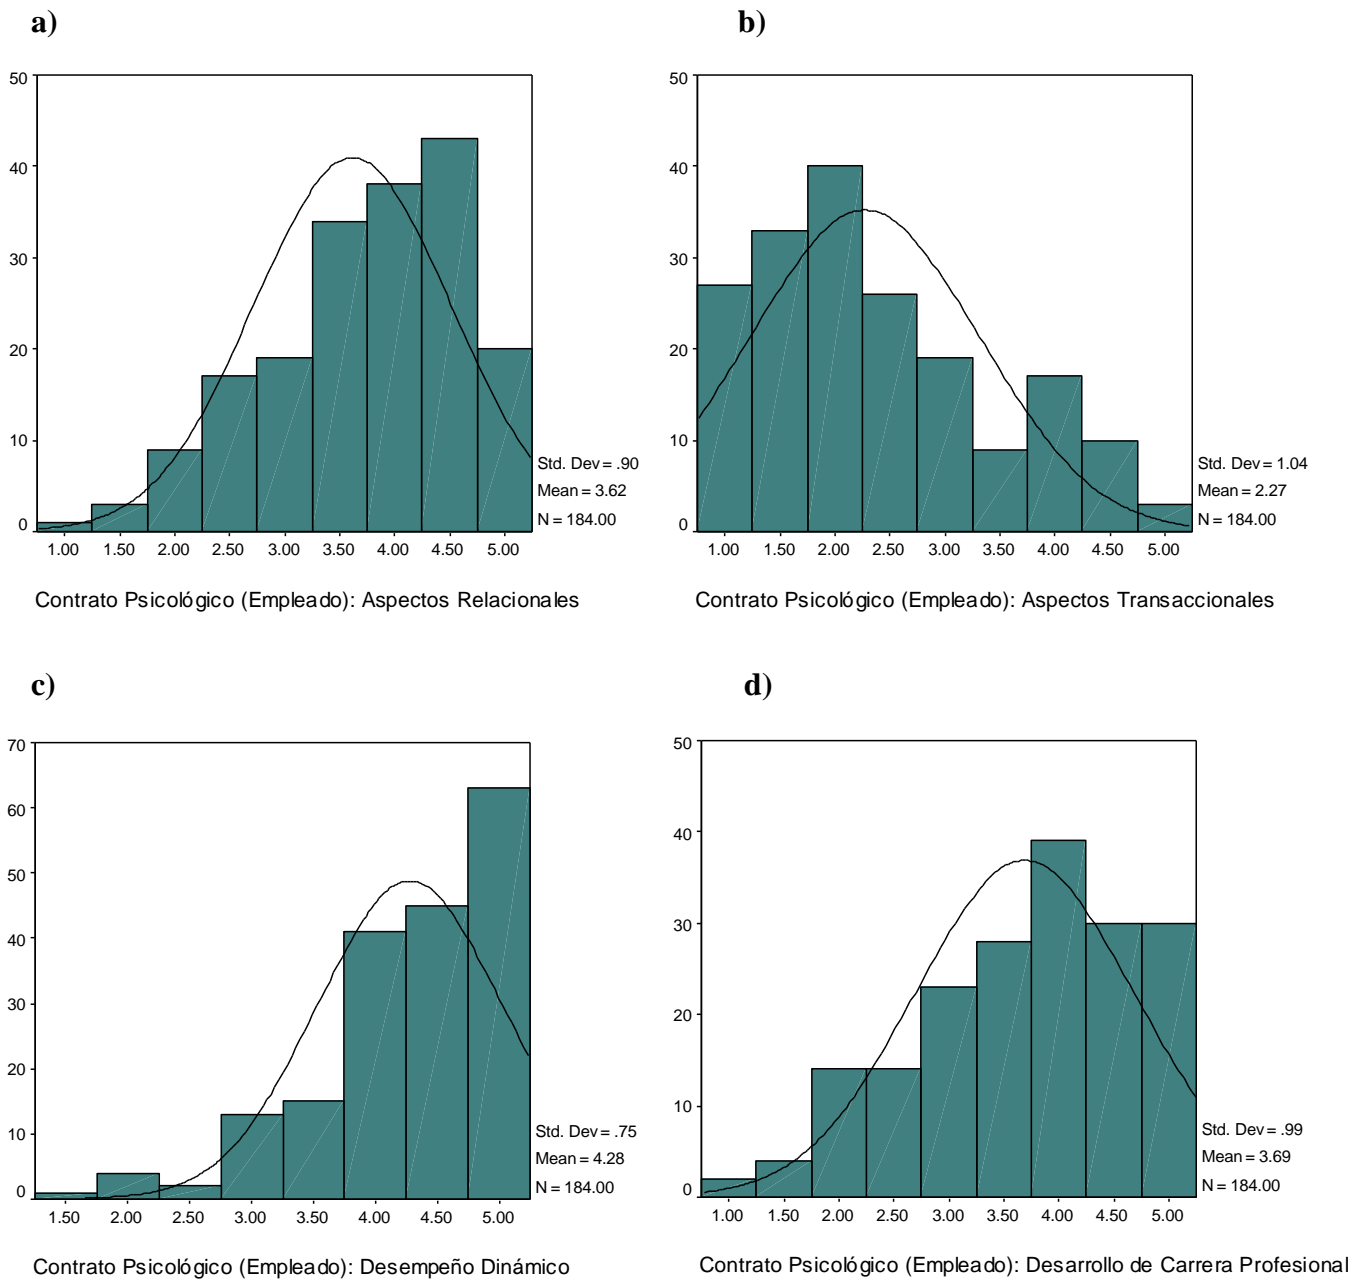 a)
50
40
30
20
10
0
Std. Dev = .90
Mean = 3.62
N = 184.00
1.00 1.50 2.00 2.50 3.00 3.50 4.00 4.50 5.00
Contrato Psicológico (Empleado): Aspectos Relacionales
b)
50
40
30
20
10
0
Std. Dev = 1.04
Mean = 2.27
N = 184.00
1.00 1.50 2.00 2.50 3.00 3.50 4.00 4.50 5.00
Contrato Psicológico (Empleado): Aspectos Transaccionales
c)
70
60
50
40
30
20
10
0
Std. Dev = .75
Mean = 4.28
N = 184.00
1.50 2.00 2.50 3.00 3.50 4.00 4.50 5.00
Contrato Psicológico (Empleado): Desempeño Dinámico
d)
50
40
30
20
10
0
Std. Dev = .99
Mean = 3.69
N = 184.00
1.00 1.50 2.00 2.50 3.00 3.50 4.00 4.50 5.00
Contrato Psicológico (Empleado): Desarrollo de Carrera Profesional